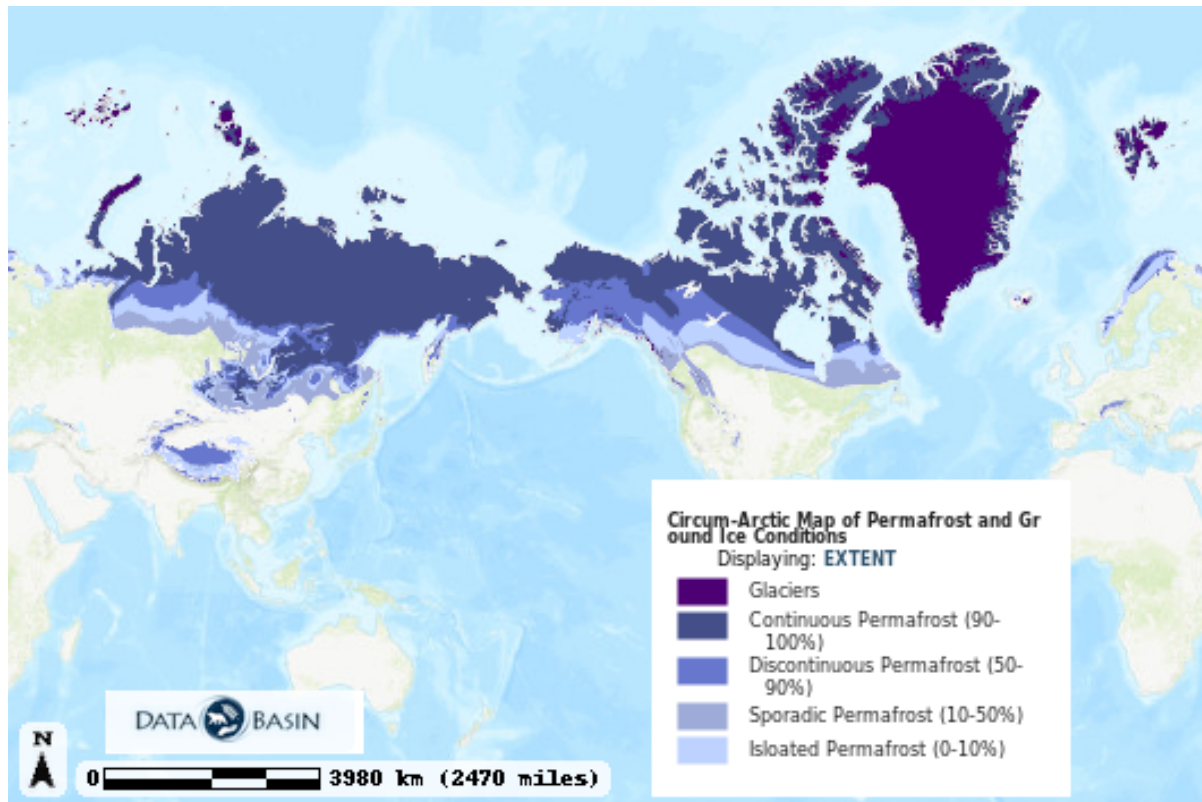 Circum-Arctic Map of Permafrost and Gr
ound Ice Conditions
Displaying: EXTENT
Glaciers
Continuous Permafrost (90-
100%)
Discontinuous Permafrost (50-
90%)
Sporadic Permafrost (10-50%)
Isloated Permafrost (0-10%)
DATA BASIN
N
0 3980 km (2470 miles)